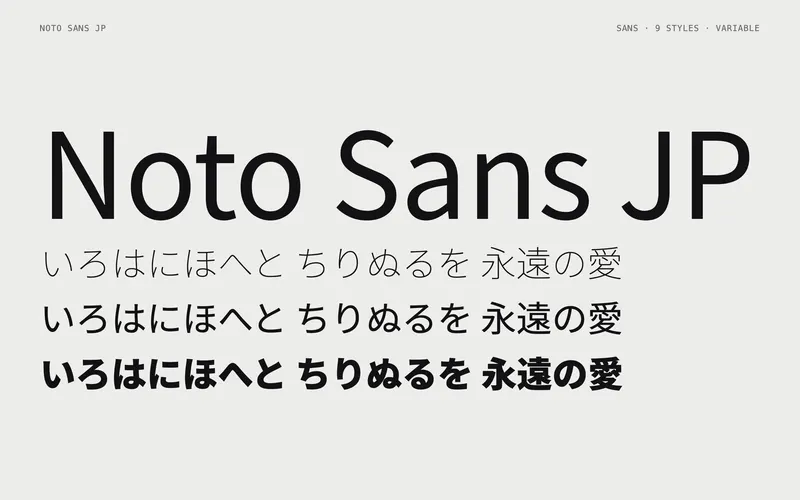 NOTO SANS JP
SANS · 9 STYLES · VARIABLE
Noto Sans JP
いろはにほへと ちりぬるを 永遠の愛
いろはにほへと ちりぬるを 永遠の愛
いろはにほへと ちりぬるを 永遠の愛